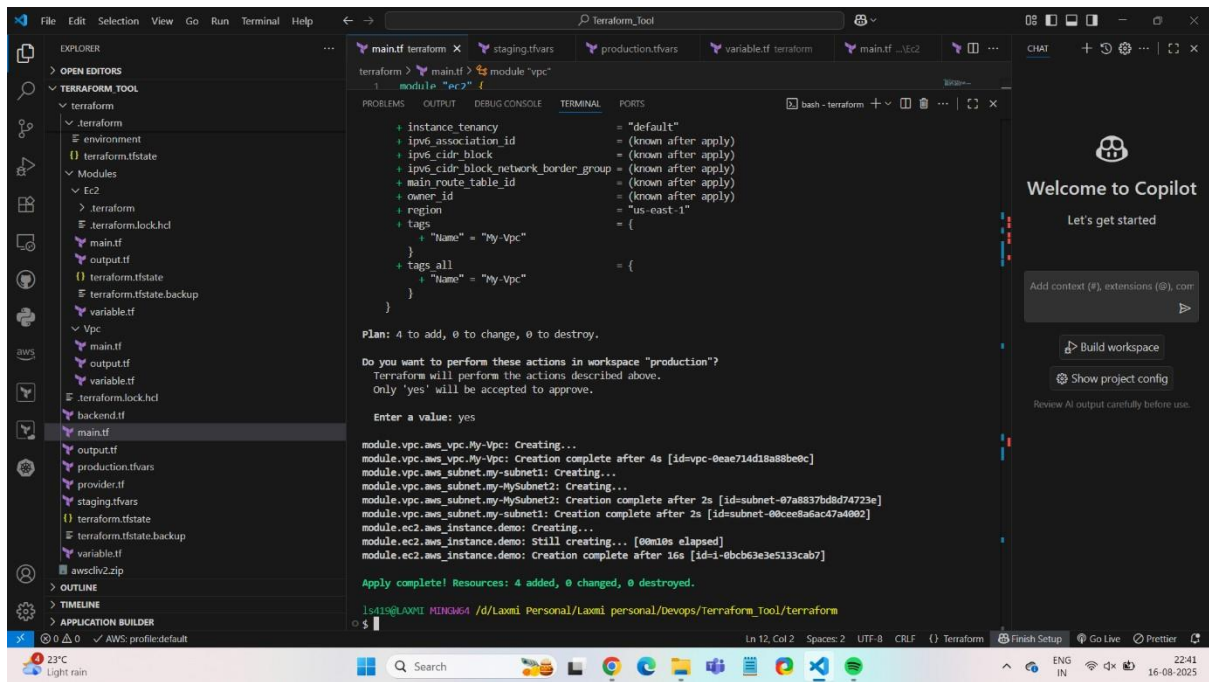 File Edit Selection View Go Run Terminal Help
Terraform_Tool
EXPLORER
OPEN EDITORS
TERRAFORM_TOOL
terraform
.terraform
environment
terraform.tfstate
Modules
Ec2
.terraform
.terraform.lock.hcl
main.tf
output.tf
terraform.tfstate
terraform.tfstate.backup
variable.tf
Vpc
main.tf
output.tf
variable.tf
.terraform.lock.hcl
backend.tf
main.tf
output.tf
production.tfvars
provider.tf
staging.tfvars
terraform.tfstate
terraform.tfstate.backup
variable.tf
awscliv2.zip
OUTLINE
TIMELINE
APPLICATION BUILDER
aws
main.tf terraform staging.tfvars production.tfvars variable.tf terraform main.tf ...\Ec2
terraform > main.tf > module "vpc"
1 module "ec2" {
PROBLEMS OUTPUT DEBUG CONSOLE TERMINAL PORTS bash - terraform
+ instance_tenancy = "default"
+ ipv6_association_id = (known after apply)
+ ipv6_cidr_block = (known after apply)
+ ipv6_cidr_block_network_border_group = (known after apply)
+ main_route_table_id = (known after apply)
+ owner_id = (known after apply)
+ region = "us-east-1"
+ tags = {
+ "Name" = "My-Vpc"
}
+ tags_all = {
+ "Name" = "My-Vpc"
}
}
Plan: 4 to add, 0 to change, 0 to destroy.
Do you want to perform these actions in workspace "production"?
Terraform will perform the actions described above.
Only 'yes' will be accepted to approve.
Enter a value: yes
module.vpc.aws_vpc.My-Vpc: Creating...
module.vpc.aws_vpc.My-Vpc: Creation complete after 4s [id=vpc-0eae714d18a88be0c]
module.vpc.aws_subnet.my-subnet1: Creating...
module.vpc.aws_subnet.my-MySubnet2: Creating...
module.vpc.aws_subnet.my-MySubnet2: Creation complete after 2s [id=subnet-07a8837bd8d74723e]
module.vpc.aws_subnet.my-subnet1: Creation complete after 2s [id=subnet-00cee8a6ac47a4002]
module.ec2.aws_instance.demo: Creating...
module.ec2.aws_instance.demo: Still creating... [00m10s elapsed]
module.ec2.aws_instance.demo: Creation complete after 16s [id=i-0bcb63e3e5133cab7]
Apply complete! Resources: 4 added, 0 changed, 0 destroyed.
ls419@LAXMI MINGW64 /d/Laxmi Personal/Laxmi personal/Devops/Terraform_Tool/terraform
$
CHAT
Welcome to Copilot
Let's get started
Add context (#), extensions (@), com
Build workspace
Show project config
Review AI output carefully before use.
0 0 AWS: profile:default Ln 12, Col 2 Spaces: 2 UTF-8 CRLF {} Terraform Finish Setup Go Live Prettier
4
23°C
Light rain
Search
ENG
IN
22:41
16-08-2025